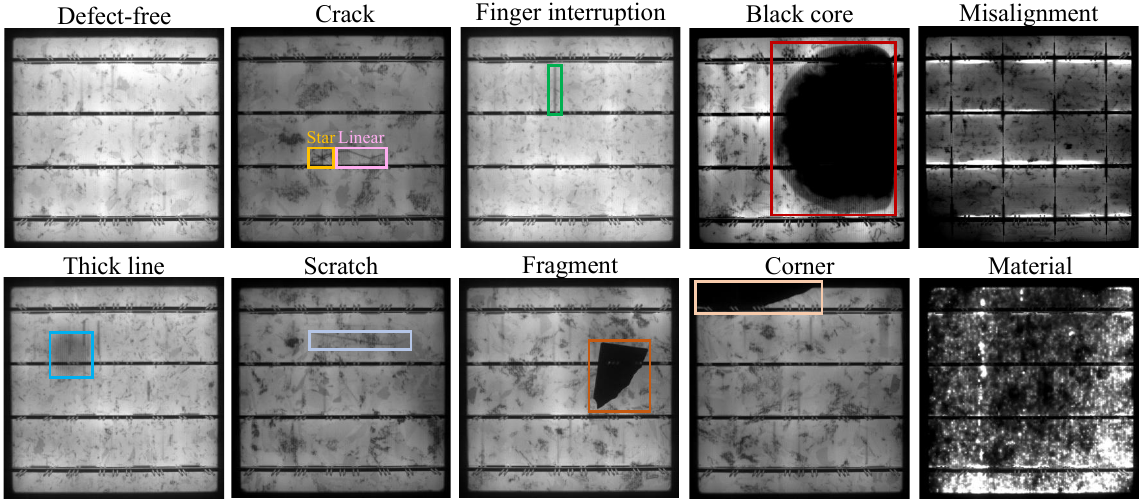 Defect-free
Crack
Finger interruption
Black core
Misalignment
Star
Linear
Thick line
Scratch
Fragment
Corner
Material